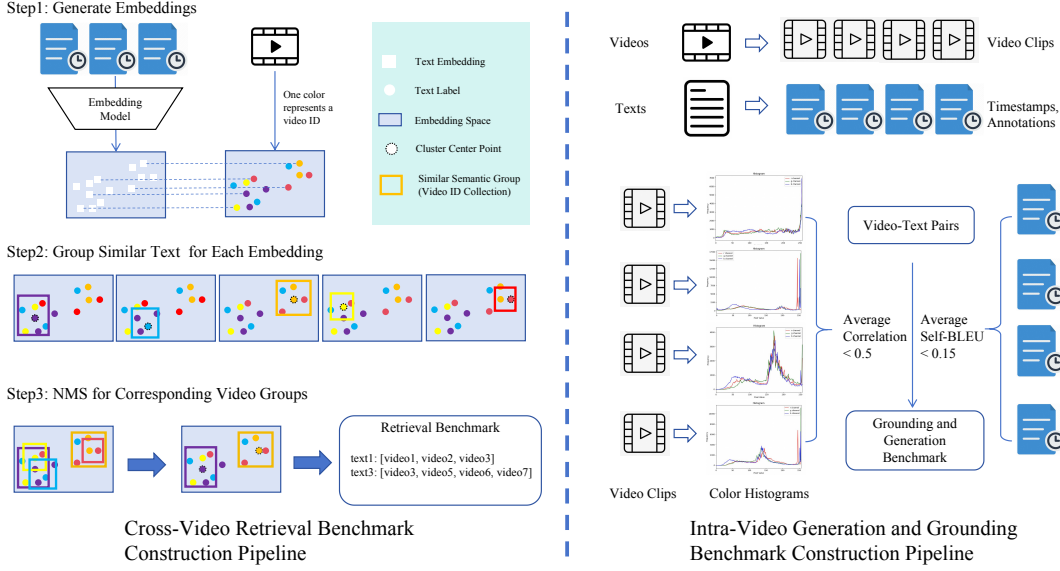 Step1: Generate Embeddings
Embedding
Model
One color
represents a
video ID
Text Embedding
Text Label
Embedding Space
Cluster Center Point
Similar Semantic Group
(Video ID Collection)
Step2: Group Similar Text for Each Embedding
Step3: NMS for Corresponding Video Groups
Retrieval Benchmark
text1: [video1, video2, video3]
text3: [video3, video5, video6, video7]
Cross-Video Retrieval Benchmark
Construction Pipeline
Videos
Video Clips
Texts
Timestamps,
Annotations
Video-Text Pairs
Average
Correlation
< 0.5
Average
Self-BLEU
< 0.15
Grounding and
Generation
Benchmark
Video Clips
Color Histograms
Intra-Video Generation and Grounding
Benchmark Construction Pipeline